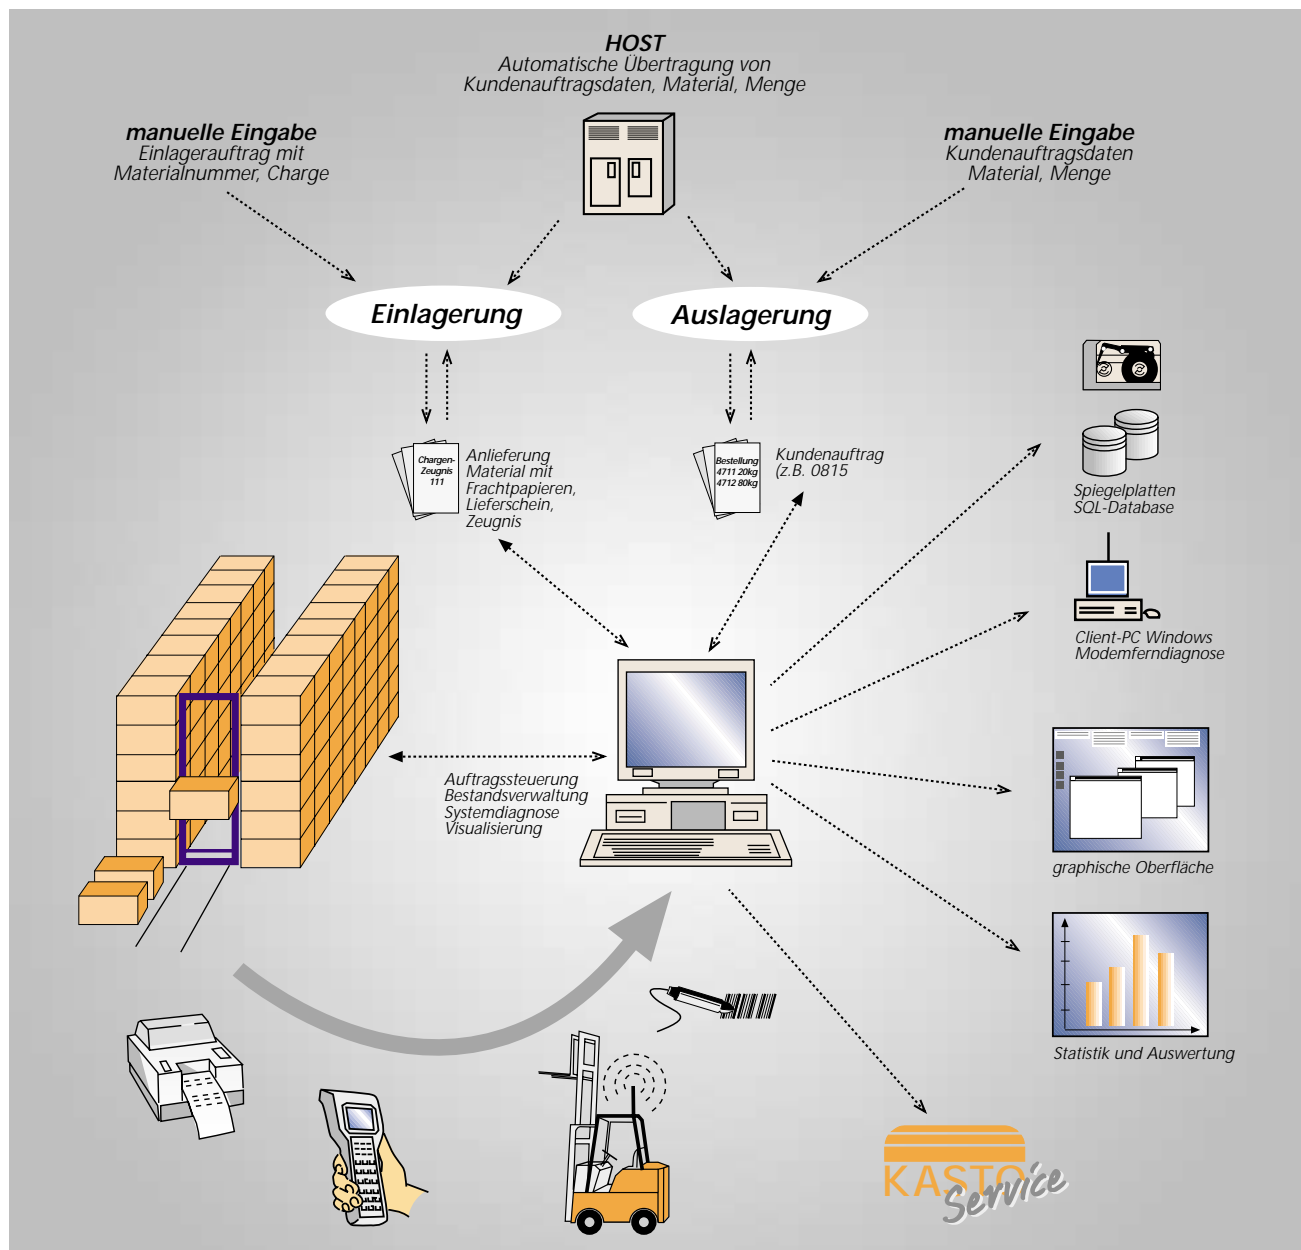 HOST
Automatische Übertragung von
Kundenauftragsdaten, Material, Menge
manuelle Eingabe
Einlagerauftrag mit
Materialnummer, Charge
manuelle Eingabe
Kundenauftragsdaten
Material, Menge
Einlagerung
Auslagerung
Chargen-
Zeugnis
111
Anlieferung
Material mit
Frachtpapieren,
Lieferschein,
Zeugnis
Bestellung
4711 20kg
4712 80kg
Kundenauftrag
(z.B. 0815
Spiegelplatten
SQL-Database
Client-PC Windows
Modemferndiagnose
Auftragssteuerung
Bestandsverwaltung
Systemdiagnose
Visualisierung
graphische Oberfläche
Statistik und Auswertung
KASTO
Service